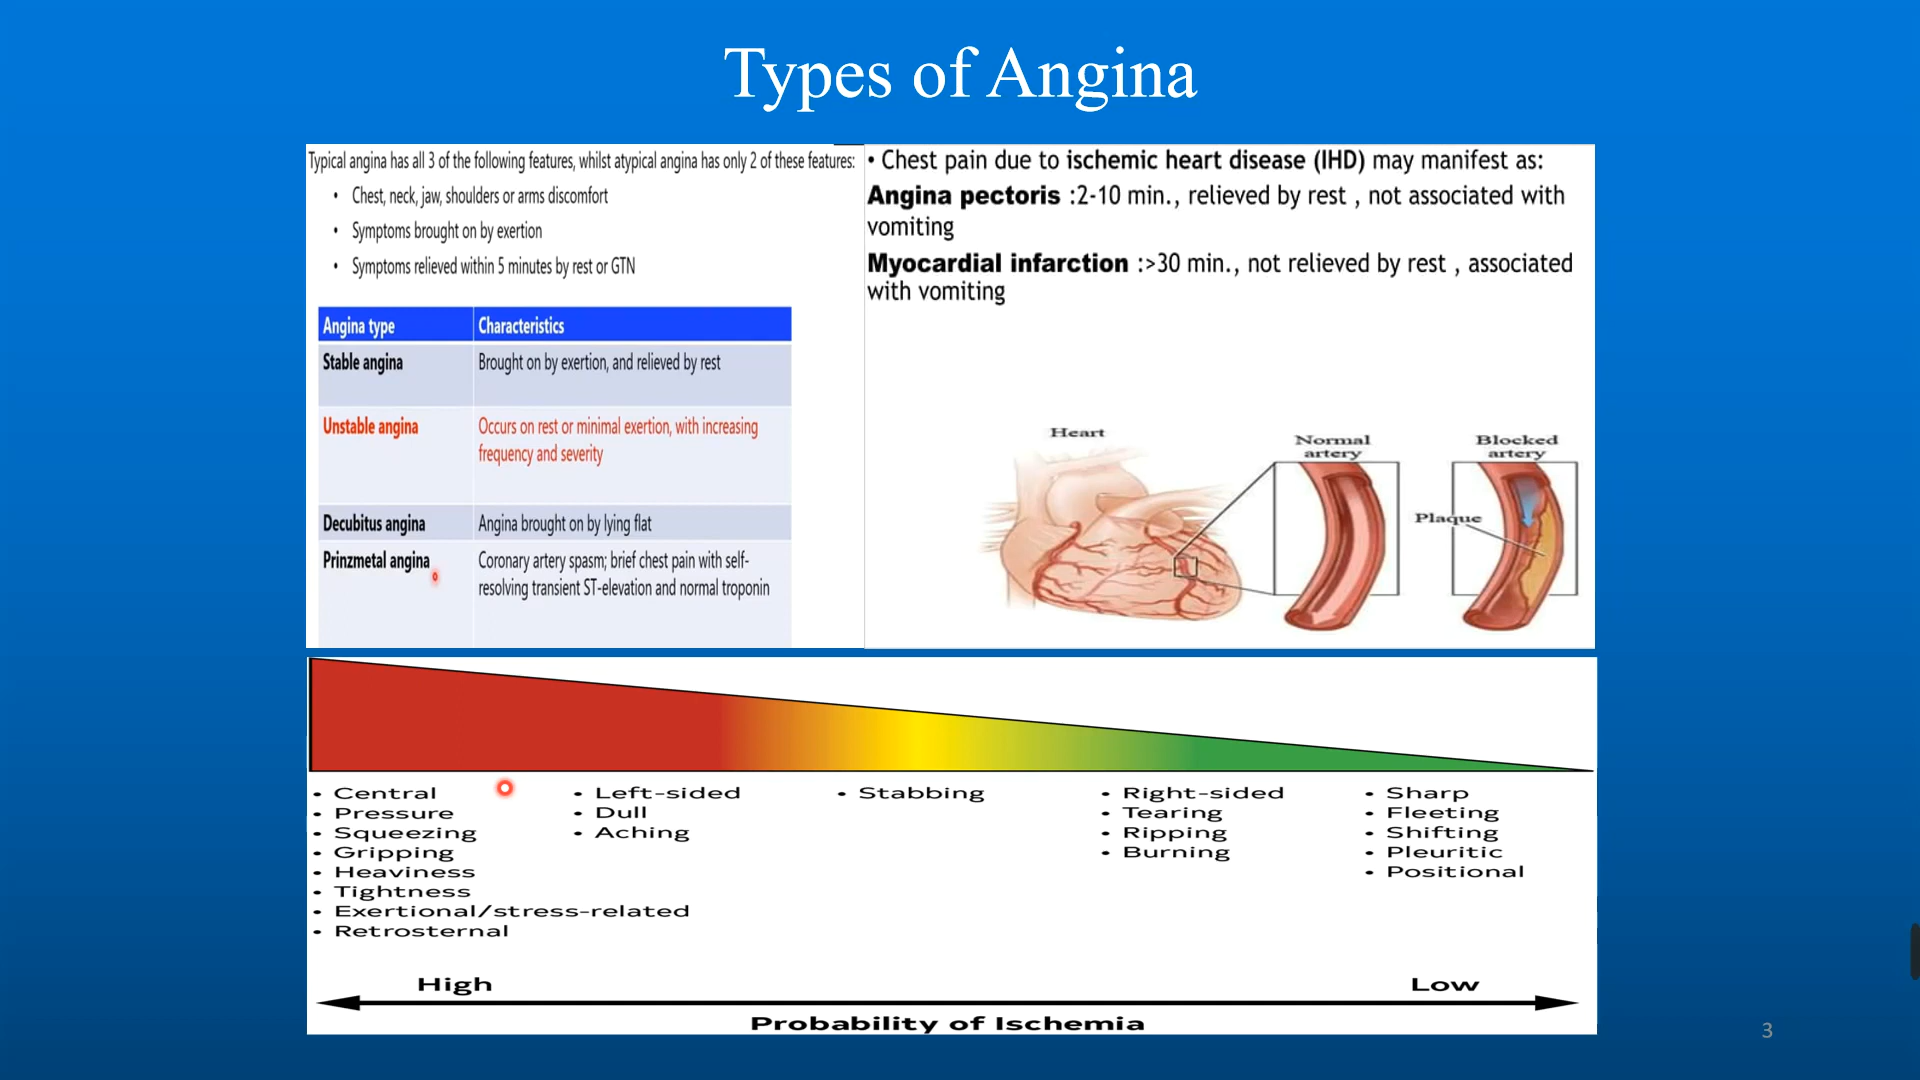 Types of Angina
Typical angina has all 3 of the following features, whilst atypical angina has only 2 of these features:
• Chest, neck, jaw, shoulders or arms discomfort
• Symptoms brought on by exertion
• Symptoms relieved within 5 minutes by rest or GTN
Angina type Characteristics
Stable angina Brought on by exertion, and relieved by rest
Unstable angina Occurs on rest or minimal exertion, with increasing
frequency and severity
Decubitus angina Angina brought on by lying flat
Prinzmetal angina Coronary artery spasm; brief chest pain with self-
resolving transient ST-elevation and normal troponin
• Chest pain due to ischemic heart disease (IHD) may manifest as:
Angina pectoris :2-10 min., relieved by rest , not associated with
vomiting
Myocardial infarction :>30 min., not relieved by rest , associated
with vomiting
Heart
Normal
artery
Blocked
artery
Plaque
• Central
• Pressure
• Squeezing
• Gripping
• Heaviness
• Tightness
• Exertional/stress-related
• Retrosternal
• Left-sided
• Dull
• Aching
• Stabbing
• Right-sided
• Tearing
• Ripping
• Burning
• Sharp
• Fleeting
• Shifting
• Pleuritic
• Positional
High
Low
Probability of Ischemia
3